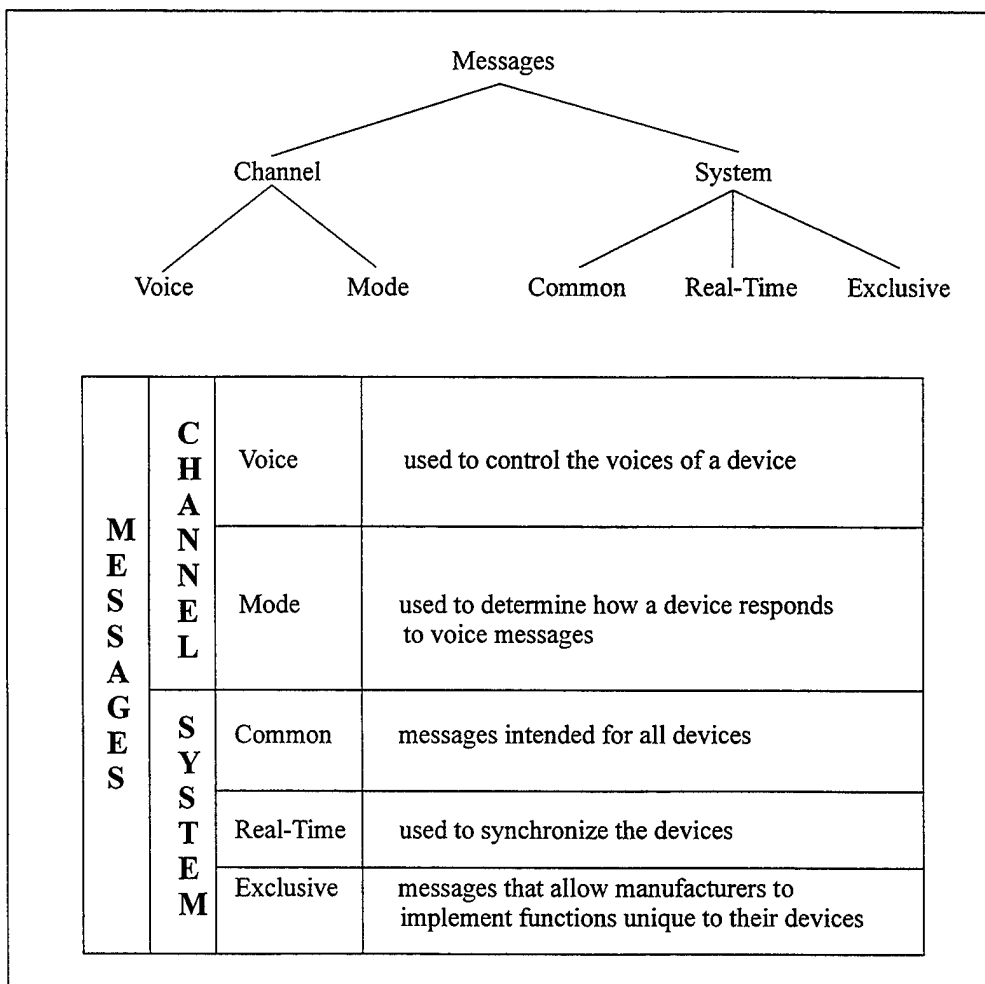 Messages
Channel System
Voice Mode Common Real-Time Exclusive
MESSAGES
CHANNEL
Voice used to control the voices of a device
Mode used to determine how a device responds
to voice messages
SYSTEM
Common messages intended for all devices
Real-Time used to synchronize the devices
Exclusive messages that allow manufacturers to
implement functions unique to their devices